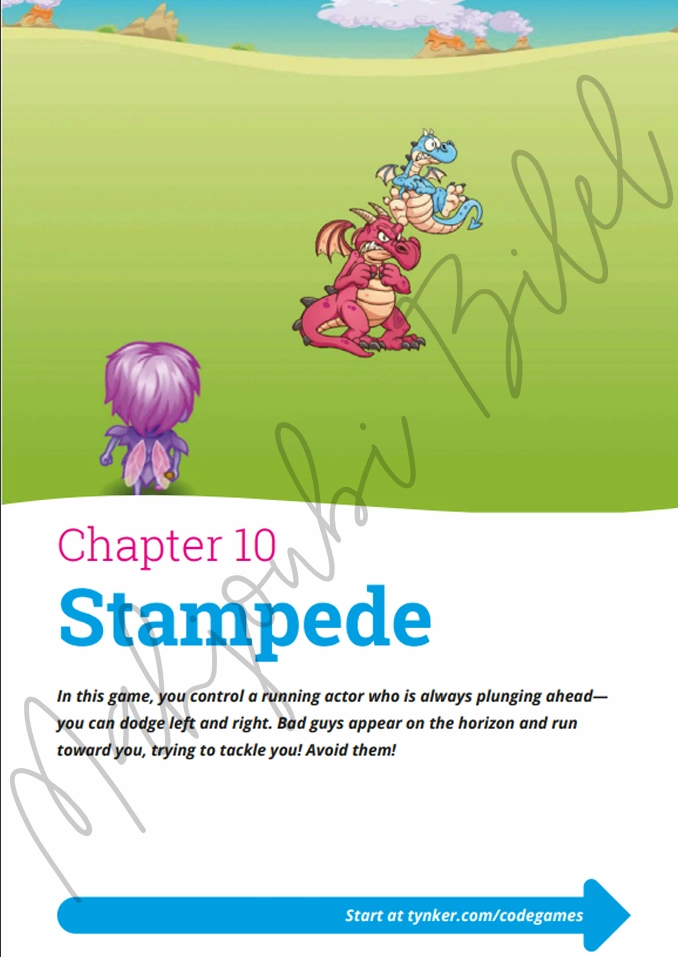 Chapter 10
Stampede
In this game, you control a running actor who is always plunging ahead—
you can dodge left and right. Bad guys appear on the horizon and run
toward you, trying to tackle you! Avoid them!
Start at tynker.com/codegames
Mahjoubi Bilel